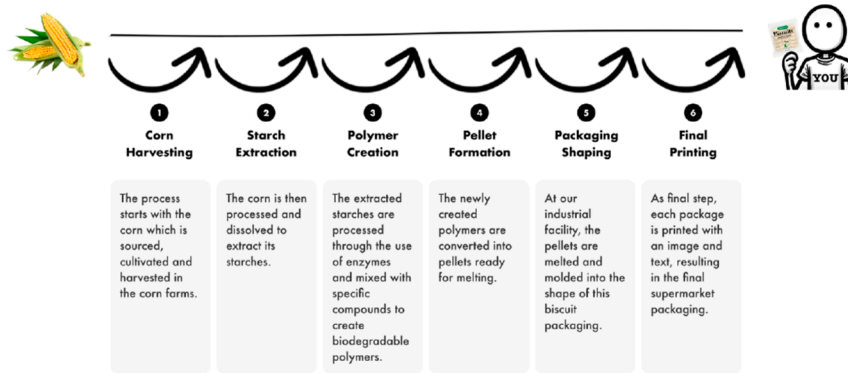 Biscuits
YOU
1
Corn
Harvesting
The process
starts with the
corn which is
sourced,
cultivated and
harvested in
the corn farms.
2
Starch
Extraction
The corn is then
processed and
dissolved to
extract its
starches.
3
Polymer
Creation
The extracted
starches are
processed
through the use
of enzymes
and mixed with
specific
compounds to
create
biodegradable
polymers.
4
Pellet
Formation
The newly
created
polymers are
converted into
pellets ready
for melting.
5
Packaging
Shaping
At our
industrial
facility, the
pellets are
melted and
molded into the
shape of this
biscuit
packaging.
6
Final
Printing
As final step,
each package
is printed with
an image and
text, resulting
in the final
supermarket
packaging.